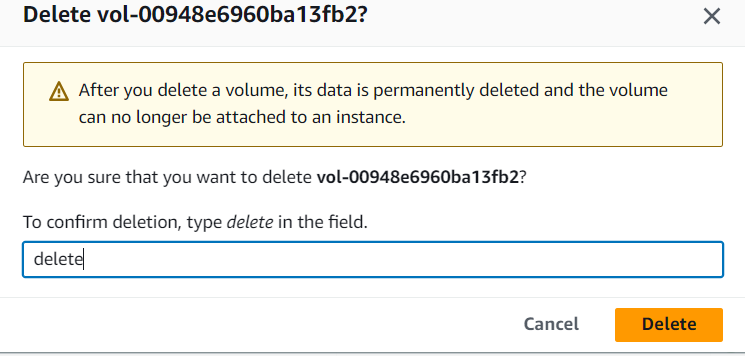 Delete vol-00948e6960ba13fb2?
After you delete a volume, its data is permanently deleted and the volume
can no longer be attached to an instance.
Are you sure that you want to delete vol-00948e6960ba13fb2?
To confirm deletion, type delete in the field.
delete
Cancel
Delete